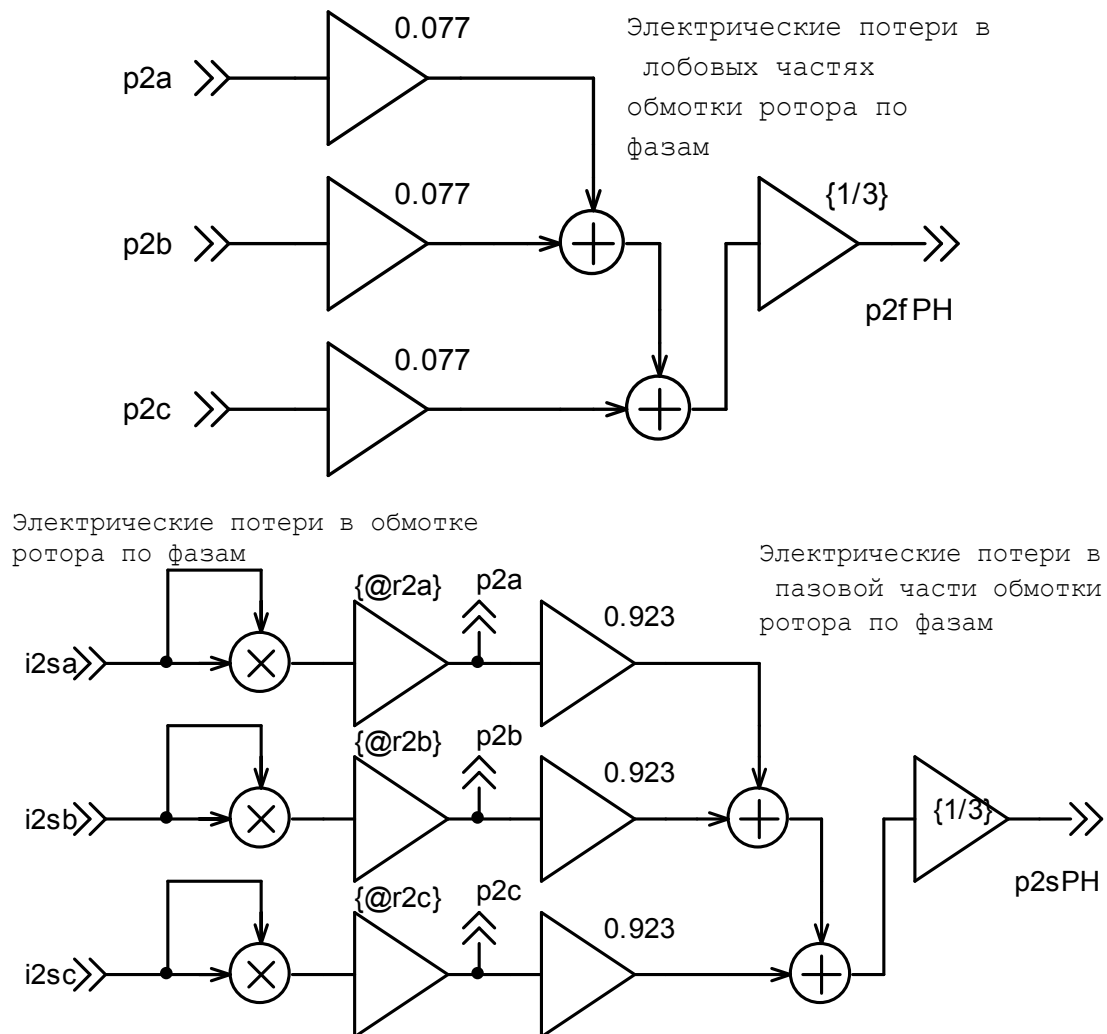 0.077
Электрические потери в
лобовых частях
обмотки ротора по
фазам
p2a
0.077
{1/3}
p2b
p2fPH
0.077
p2c
Электрические потери в обмотке
ротора по фазам
Электрические потери в
пазовой части обмотки
ротора по фазам
{@r2a}
p2a
0.923
i2sa
{@r2b}
p2b
0.923
i2sb
{1/3}
p2sPH
{@r2c}
p2c
0.923
i2sc